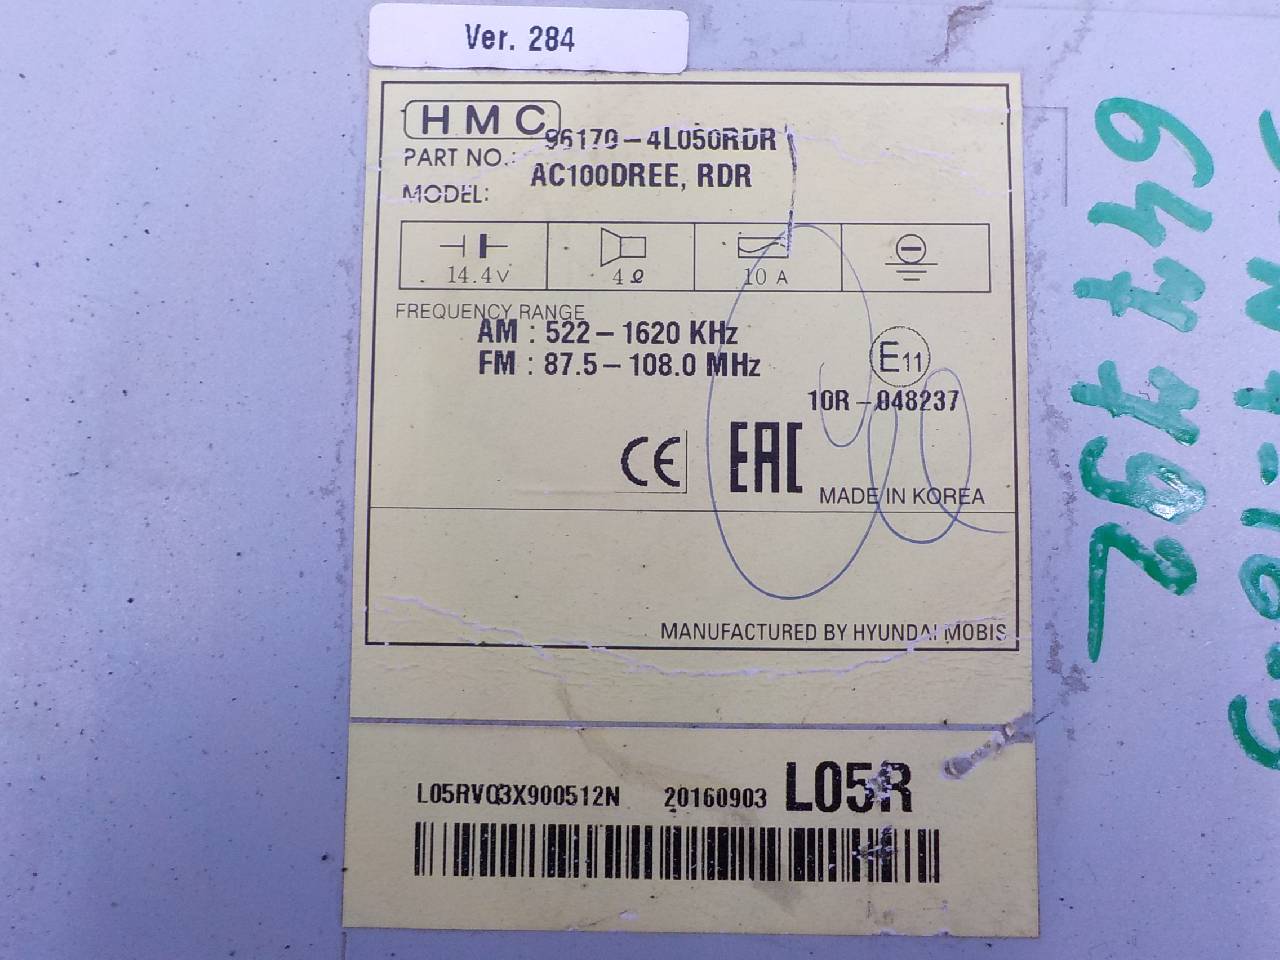 Ver. 284
HMC
PART NO.: 96170-4L050RDR
MODEL: AC100DREE, RDR
14.4V 4Ω 10 A
FREQUENCY RANGE
AM : 522-1620 KHz
FM : 87.5-108.0 MHz
E11
10R-048237
CE EAC
MADE IN KOREA
MANUFACTURED BY HYUNDAI MOBIS
L05RVQ3X900512N 20160903 L05R